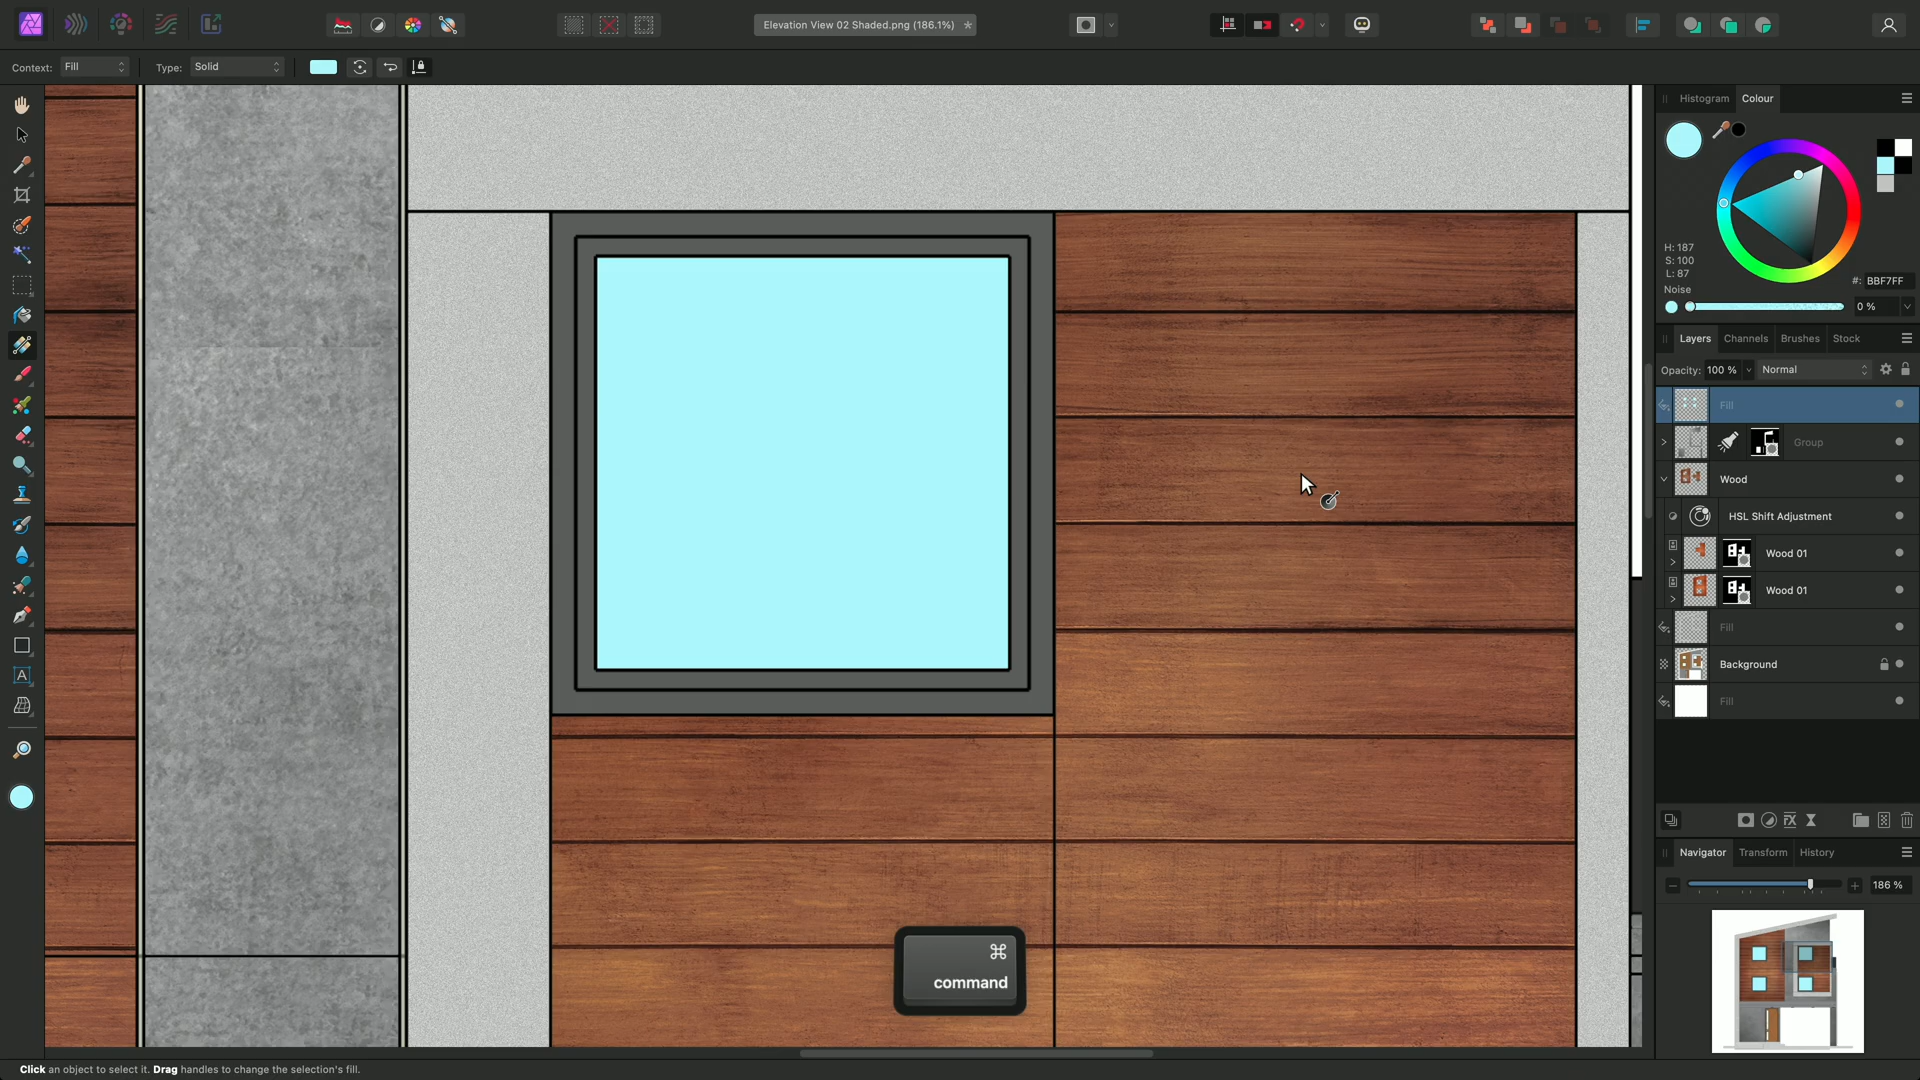 Elevation View 02 Shaded.png (186.1%) *
Context: Fill Type: Solid
Histogram Colour
H: 187
S: 100
L: 87
#: BBF7FF
Noise
0 %
Layers Channels Brushes Stock
Opacity: 100 % Normal
Fill
Group
Wood
HSL Shift Adjustment
Wood 01
Wood 01
Fill
Background
Fill
Navigator Transform History
186 %
⌘
command
Click an object to select it. Drag handles to change the selection's fill.